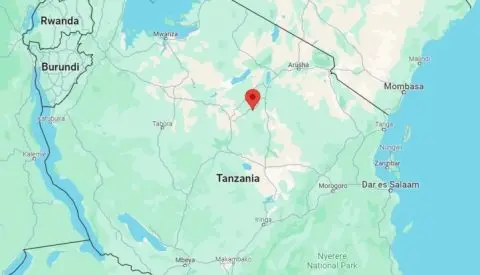 Rwanda
Mwanza
Burundi
Arusha
Malindi
Mombasa
Tabora
Tanga
Kalemie
Zanzibar
Tanzania
Dar es Salaam
Morogoro
Iringa
Mbeya
Makambako
Nyerere
National Park